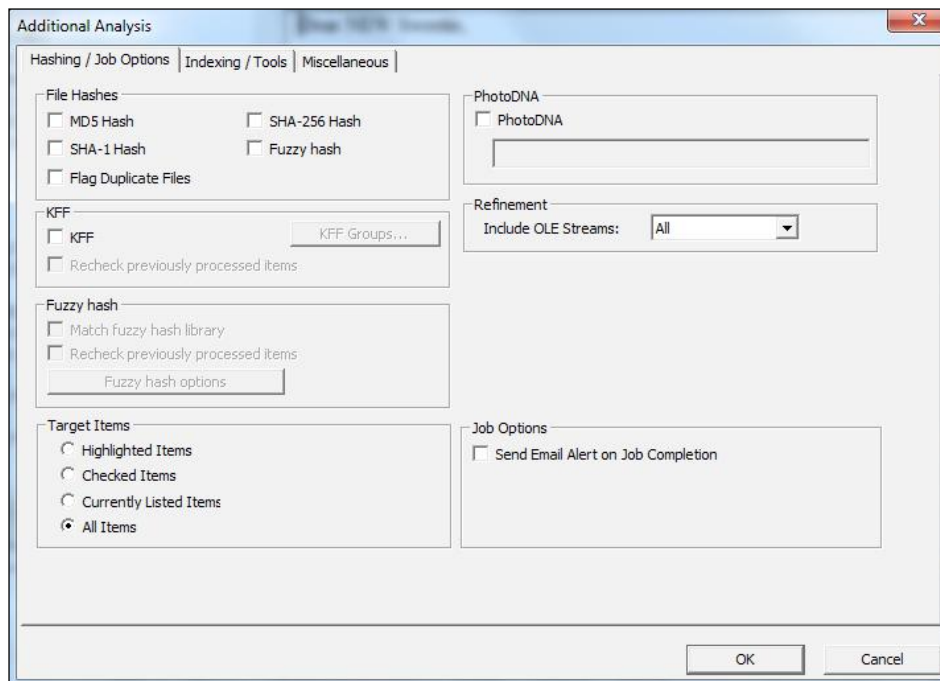 Additional Analysis
Hashing / Job Options
Indexing / Tools
Miscellaneous
File Hashes
MD5 Hash
SHA-256 Hash
SHA-1 Hash
Fuzzy hash
Flag Duplicate Files
KFF
KFF
KFF Groups...
Recheck previously processed items
Fuzzy hash
Match fuzzy hash library
Recheck previously processed items
Fuzzy hash options
Target Items
Highlighted Items
Checked Items
Currently Listed Items
All Items
PhotoDNA
PhotoDNA
Refinement
Include OLE Streams:
All
Job Options
Send Email Alert on Job Completion
OK
Cancel